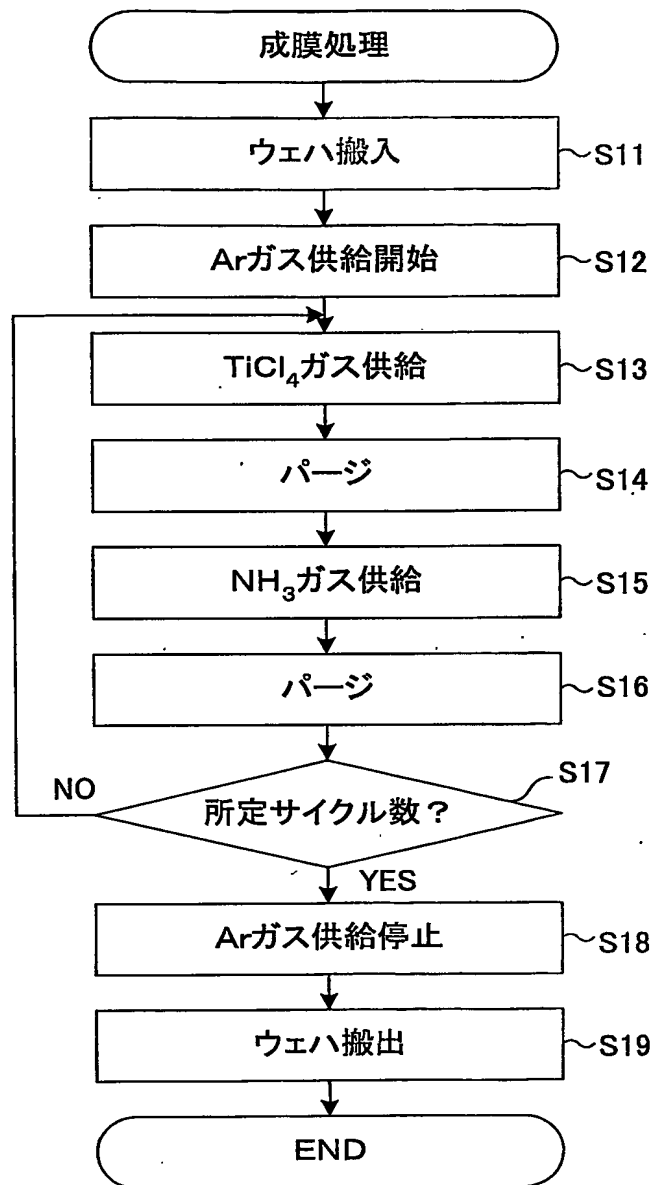 成膜処理
ウェハ搬入
S11
Arガス供給開始
S12
TiCl₄ガス供給
S13
パージ
S14
NH₃ガス供給
S15
パージ
S16
所定サイクル数？
S17
NO
YES
Arガス供給停止
S18
ウェハ搬出
S19
END